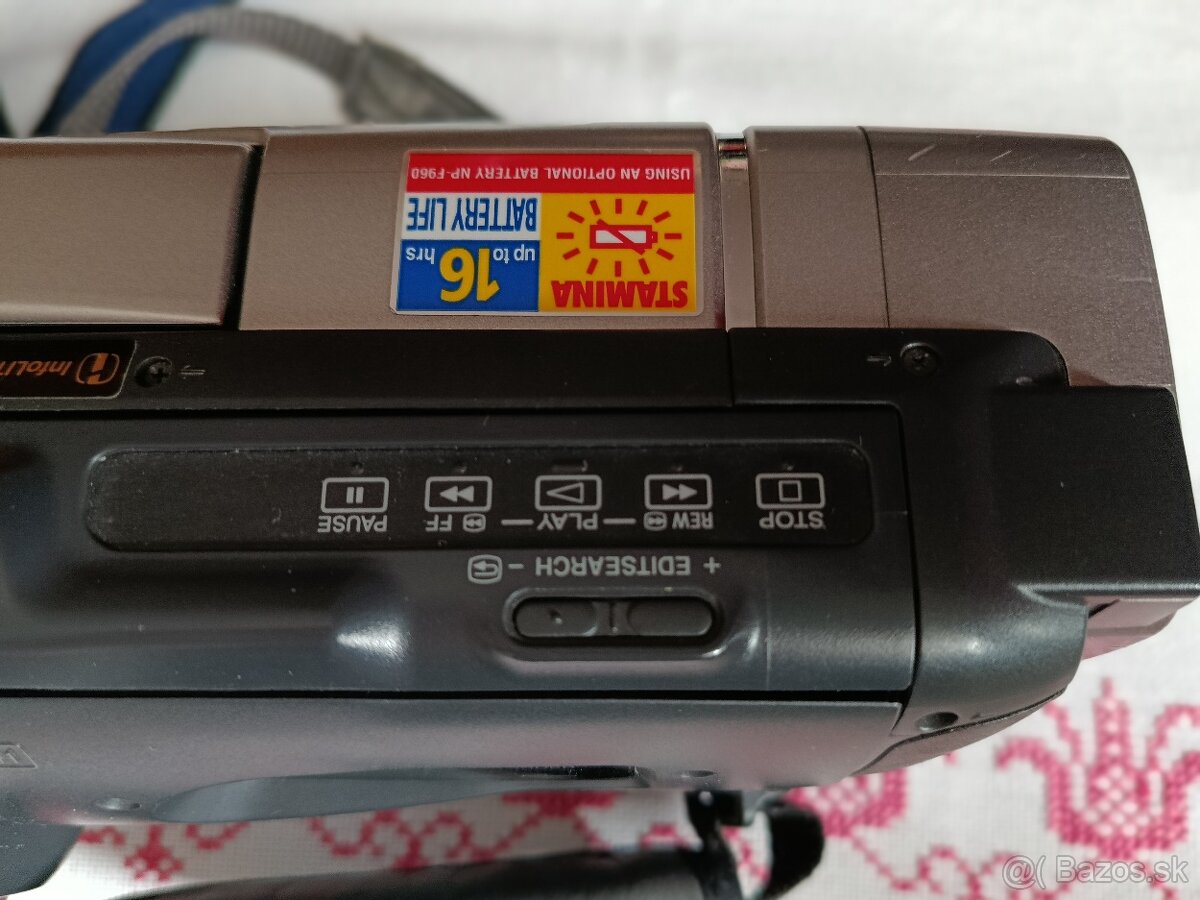 STAMINA
up to 16 hrs
BATTERY LIFE
USING AN OPTIONAL BATTERY NP-F960
+ EDITSEARCH -
STOP REW PLAY FF PAUSE
@( Bazos.sk